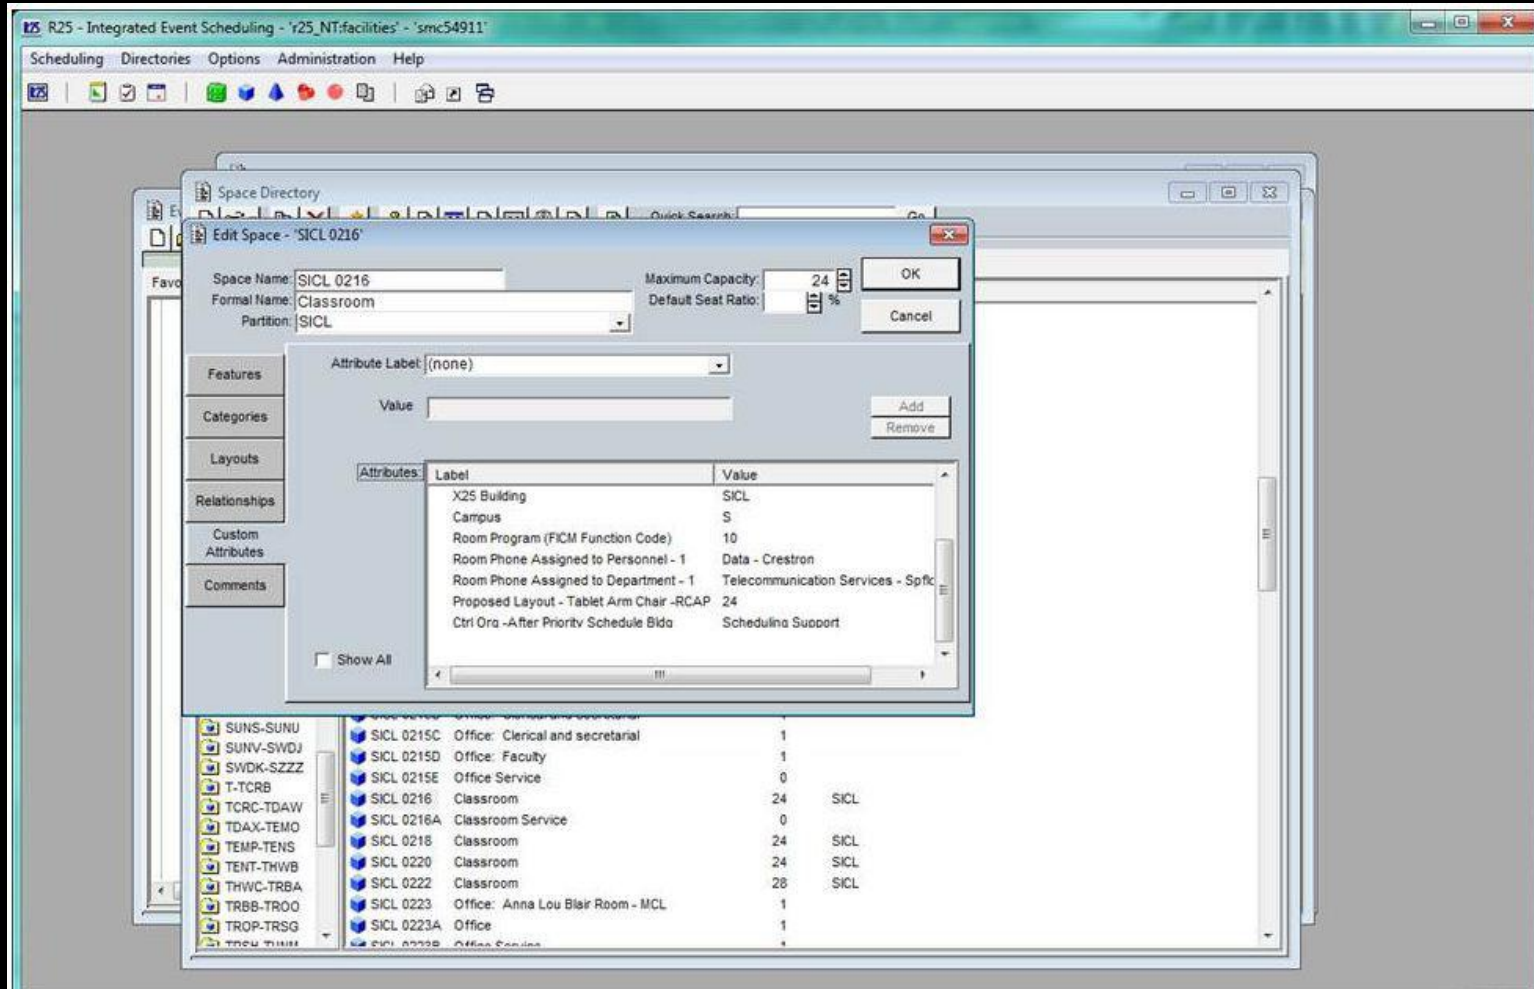 R25 R25 - Integrated Event Scheduling - 'r25_NT:facilities' - 'smc54911'
Scheduling Directories Options Administration Help
R25
Space Directory
Quick Search: Go
Edit Space - 'SICL 0216'
Favo
Space Name: SICL 0216 Maximum Capacity: 24 OK
Formal Name: Classroom Default Seat Ratio: %
Partition: SICL Cancel
Features Attribute Label: (none)
Categories Value Add
Remove
Layouts Attributes: Label Value
Relationships X25 Building SICL
Campus S
Custom Attributes Room Program (FICM Function Code) 10
Room Phone Assigned to Personnel - 1 Data - Crestron
Comments Room Phone Assigned to Department - 1 Telecommunication Services - Spflc
Proposed Layout - Tablet Arm Chair -RCAP 24
Ctrl Org -After Priority Schedule Bldg Scheduling Support
Show All
SUNS-SUNU
SUNV-SWDJ SICL 0215C Office: Clerical and secretarial 1
SWDK-SZZZ SICL 0215D Office: Faculty 1
T-TCRB SICL 0215E Office Service 0
TCRC-TDAW SICL 0216 Classroom 24 SICL
TDAX-TEMO SICL 0216A Classroom Service 0
TEMP-TENS SICL 0218 Classroom 24 SICL
TENT-THWB SICL 0220 Classroom 24 SICL
THWC-TRBA SICL 0222 Classroom 28 SICL
TRBB-TROO SICL 0223 Office: Anna Lou Blair Room - MCL 1
TROP-TRSG SICL 0223A Office 1
SICL 0223B Office Service 1